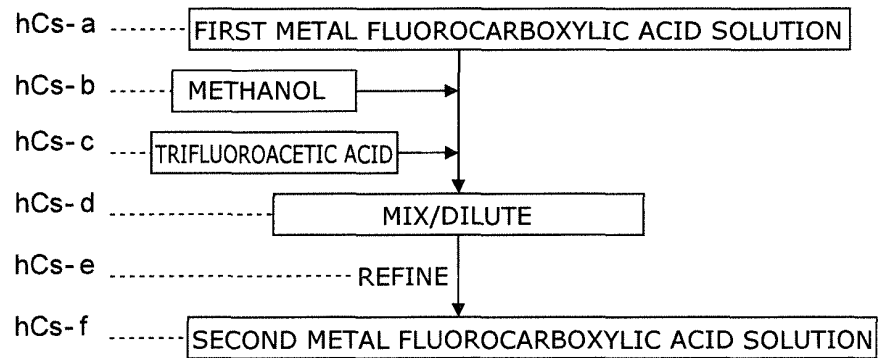 hCs-a FIRST METAL FLUOROCARBOXYLIC ACID SOLUTION
hCs-b METHANOL
hCs-c TRIFLUOROACETIC ACID
hCs-d MIX/DILUTE
hCs-e REFINE
hCs-f SECOND METAL FLUOROCARBOXYLIC ACID SOLUTION